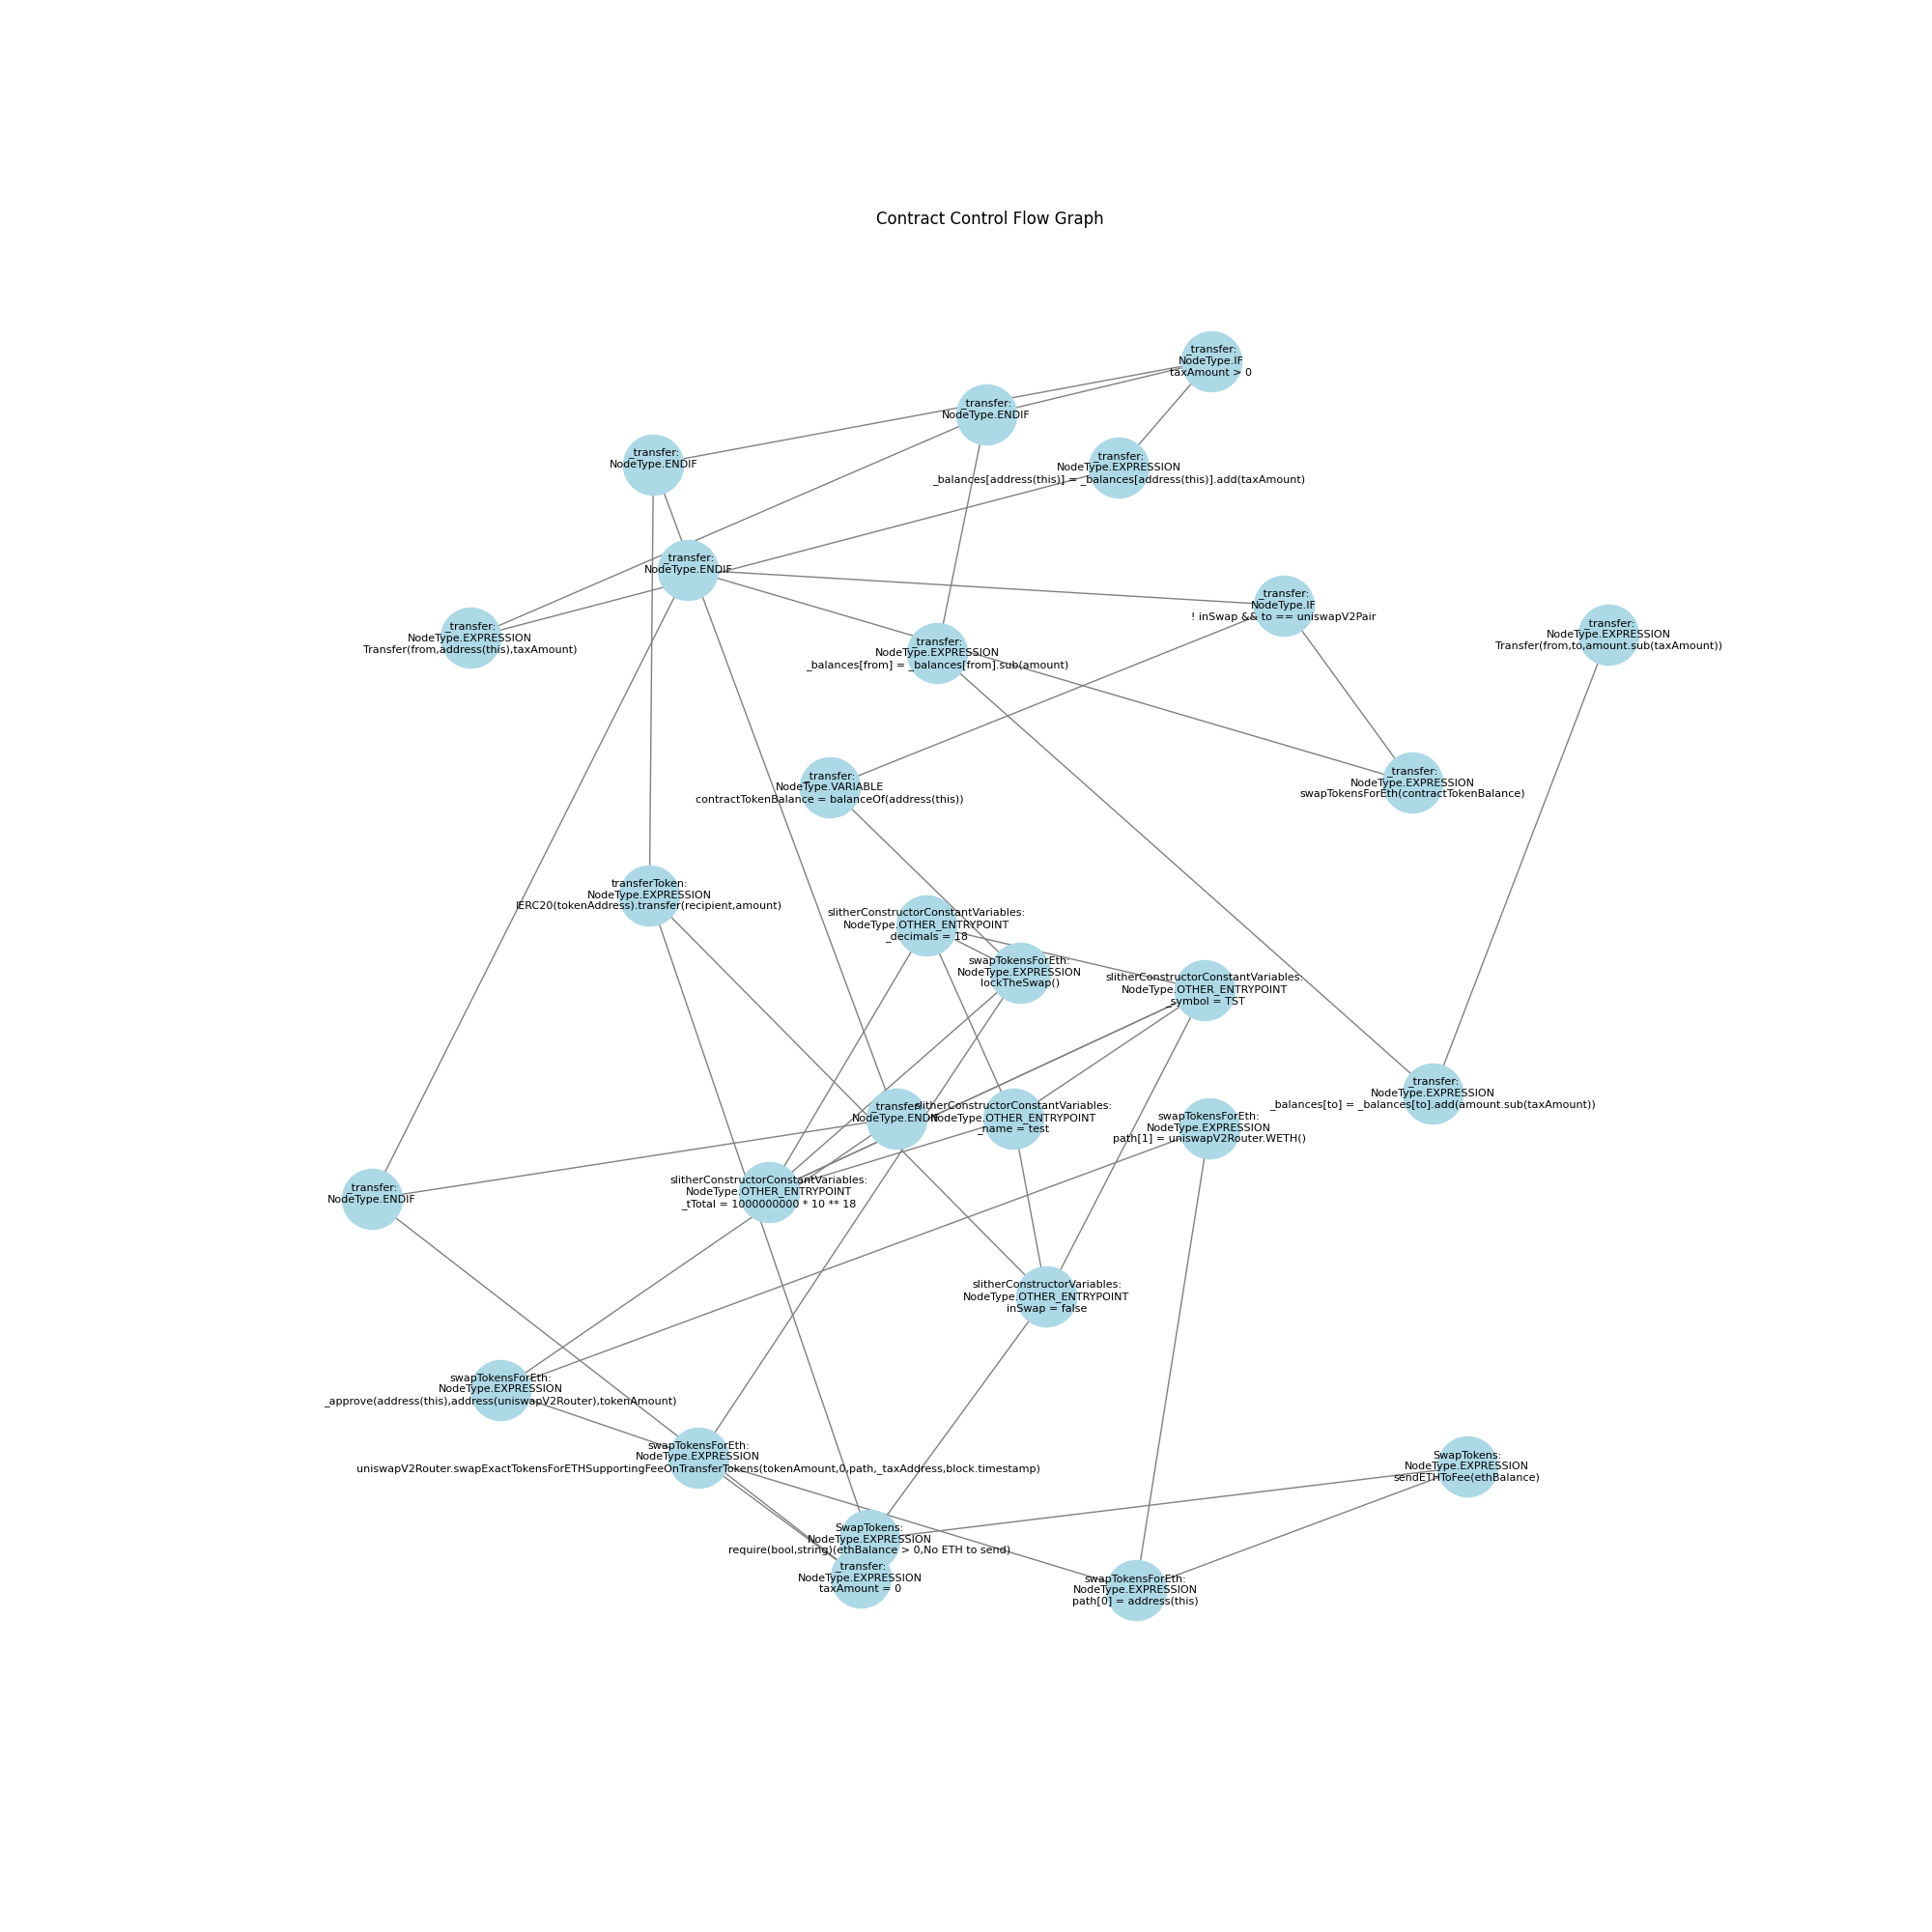 Contract Control Flow Graph
_transfer:
NodeType.IF
taxAmount > 0
_transfer:
NodeType.ENDIF
_transfer:
NodeType.ENDIF
_transfer:
NodeType.EXPRESSION
_balances[address(this)] = _balances[address(this)].add(taxAmount)
_transfer:
NodeType.ENDIF
_transfer:
NodeType.IF
! inSwap && to == uniswapV2Pair
_transfer:
NodeType.EXPRESSION
Transfer(from,address(this),taxAmount)
_transfer:
NodeType.EXPRESSION
_balances[from] = _balances[from].sub(amount)
_transfer:
NodeType.EXPRESSION
Transfer(from,to,amount.sub(taxAmount))
_transfer:
NodeType.VARIABLE
contractTokenBalance = balanceOf(address(this))
_transfer:
NodeType.EXPRESSION
swapTokensForEth(contractTokenBalance)
transferToken:
NodeType.EXPRESSION
IERC20(tokenAddress).transfer(recipient,amount)
slitherConstructorConstantVariables:
NodeType.OTHER_ENTRYPOINT
_decimals = 18
swapTokensForEth:
NodeType.EXPRESSION
lockTheSwap()
slitherConstructorConstantVariables:
NodeType.OTHER_ENTRYPOINT
_symbol = TST
_transfer:
NodeType.ENDIF
slitherConstructorConstantVariables:
NodeType.OTHER_ENTRYPOINT
_name = test
swapTokensForEth:
NodeType.EXPRESSION
path[1] = uniswapV2Router.WETH()
_transfer:
NodeType.EXPRESSION
_balances[to] = _balances[to].add(amount.sub(taxAmount))
_transfer:
NodeType.ENDIF
slitherConstructorConstantVariables:
NodeType.OTHER_ENTRYPOINT
_tTotal = 1000000000 * 10 ** 18
slitherConstructorVariables:
NodeType.OTHER_ENTRYPOINT
inSwap = false
swapTokensForEth:
NodeType.EXPRESSION
_approve(address(this),address(uniswapV2Router),tokenAmount)
swapTokensForEth:
NodeType.EXPRESSION
uniswapV2Router.swapExactTokensForETHSupportingFeeOnTransferTokens(tokenAmount,0,path,_taxAddress,block.timestamp)
SwapTokens:
NodeType.EXPRESSION
sendETHToFee(ethBalance)
SwapTokens:
NodeType.EXPRESSION
require(bool,string)(ethBalance > 0,No ETH to send)
_transfer:
NodeType.EXPRESSION
taxAmount = 0
swapTokensForEth:
NodeType.EXPRESSION
path[0] = address(this)